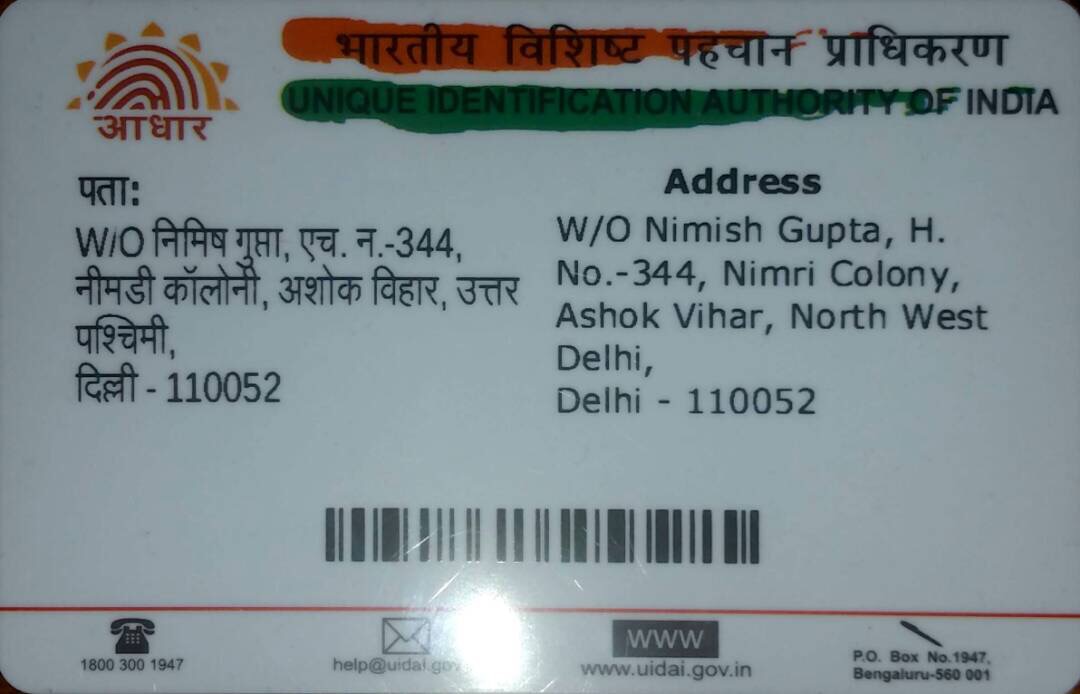 भारतीय विशिष्ट पहचान प्राधिकरण
UNIQUE IDENTIFICATION AUTHORITY OF INDIA
आधार
पता:
W/O निमिष गुप्ता, एच. न.-344,
नीमडी कॉलोनी, अशोक विहार, उत्तर
पश्चिमी,
दिल्ली - 110052
Address
W/O Nimish Gupta, H.
No.-344, Nimri Colony,
Ashok Vihar, North West
Delhi,
Delhi - 110052
1800 300 1947
help@uidai.gov
WWW
www.uidai.gov.in
P.O. Box No.1947,
Bengaluru-560 001